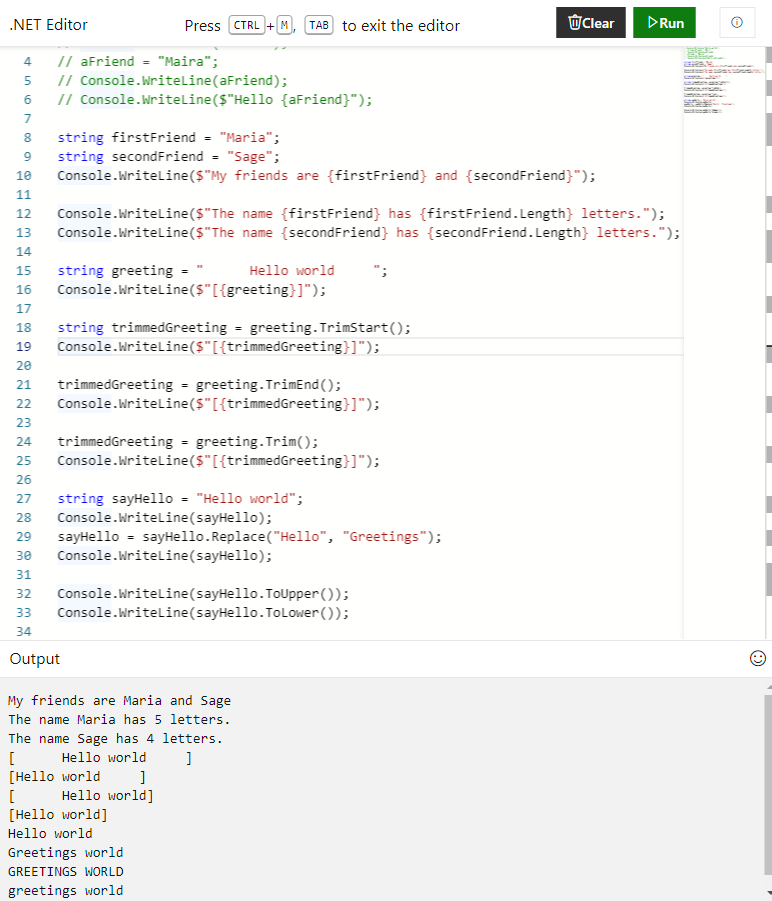 .NET Editor
Press CTRL + M , TAB to exit the editor
Clear
Run
4 // aFriend = "Maira";
5 // Console.WriteLine(aFriend);
6 // Console.WriteLine($"Hello {aFriend}");
7
8 string firstFriend = "Maria";
9 string secondFriend = "Sage";
10 Console.WriteLine($"My friends are {firstFriend} and {secondFriend}");
11
12 Console.WriteLine($"The name {firstFriend} has {firstFriend.Length} letters.");
13 Console.WriteLine($"The name {secondFriend} has {secondFriend.Length} letters.");
14
15 string greeting = "      Hello world     ";
16 Console.WriteLine($"[{greeting}]");
17
18 string trimmedGreeting = greeting.TrimStart();
19 Console.WriteLine($"[{trimmedGreeting}]");
20
21 trimmedGreeting = greeting.TrimEnd();
22 Console.WriteLine($"[{trimmedGreeting}]");
23
24 trimmedGreeting = greeting.Trim();
25 Console.WriteLine($"[{trimmedGreeting}]");
26
27 string sayHello = "Hello world";
28 Console.WriteLine(sayHello);
29 sayHello = sayHello.Replace("Hello", "Greetings");
30 Console.WriteLine(sayHello);
31
32 Console.WriteLine(sayHello.ToUpper());
33 Console.WriteLine(sayHello.ToLower());
34
Output
My friends are Maria and Sage
The name Maria has 5 letters.
The name Sage has 4 letters.
[      Hello world     ]
[Hello world     ]
[      Hello world]
[Hello world]
Hello world
Greetings world
GREETINGS WORLD
greetings world